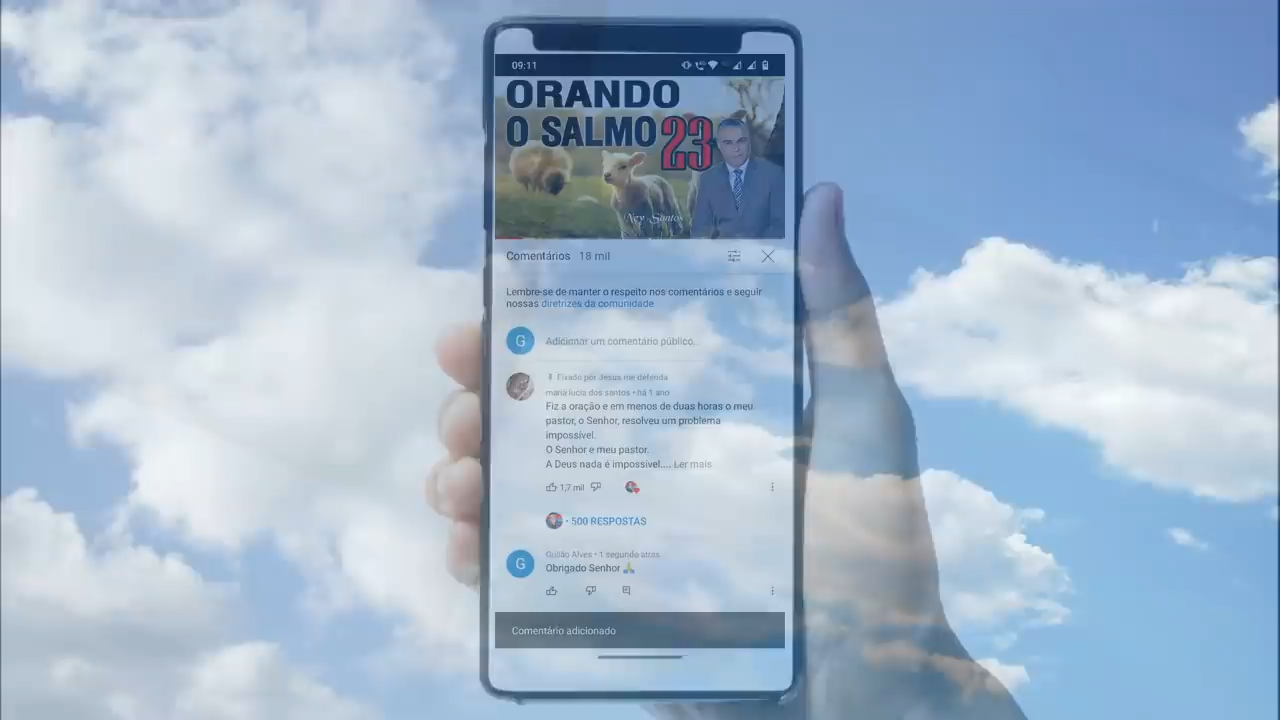 09:11
ORANDO
O SALMO 23
Ney Santos
Comentários 18 mil
Lembre-se de manter o respeito nos comentários e seguir
nossas diretrizes da comunidade
G
Adicionar um comentário público...
Fixado por Jesus me defenda
maria lucia dos santos • há 1 ano
Fiz a oração e em menos de duas horas o meu
pastor, o Senhor, resolveu um problema
impossível.
O Senhor e meu pastor.
A Deus nada é impossível.... Ler mais
1,7 mil
• 500 RESPOSTAS
G
Guião Alves • 1 segundo atrás
Obrigado Senhor 🙏
Comentário adicionado